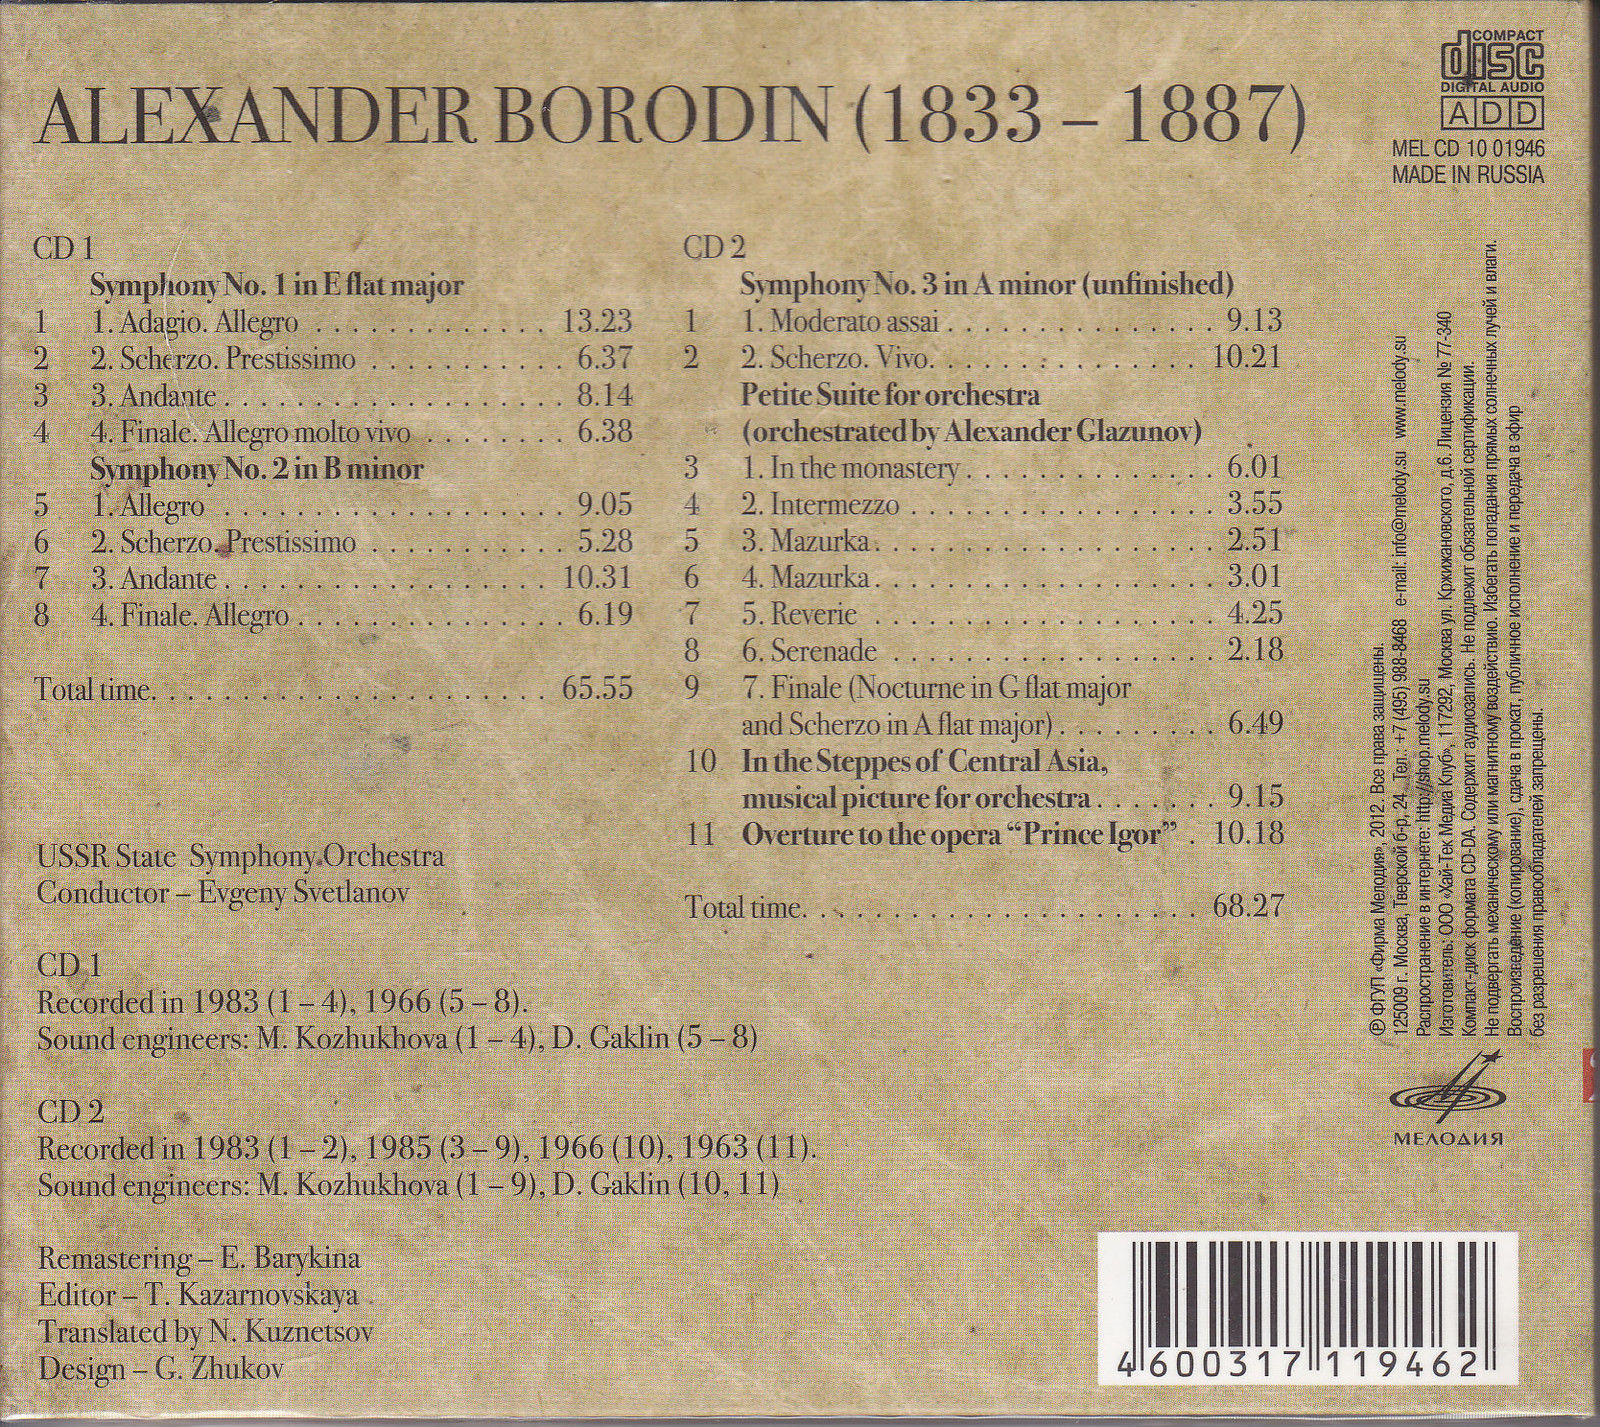 COMPACT
disc
DIGITAL AUDIO
ADD
MEL CD 10 01946
MADE IN RUSSIA
ALEXANDER BORODIN (1833 – 1887)
CD 1
Symphony No. 1 in E flat major
1 1. Adagio. Allegro . . . . . . . . . . . . . . 13.23
2 2. Scherzo. Prestissimo . . . . . . . . . . . 6.37
3 3. Andante . . . . . . . . . . . . . . . . . . . . 8.14
4 4. Finale. Allegro molto vivo . . . . . . . . 6.38
Symphony No. 2 in B minor
5 1. Allegro . . . . . . . . . . . . . . . . . . . . 9.05
6 2. Scherzo. Prestissimo . . . . . . . . . . . 5.28
7 3. Andante . . . . . . . . . . . . . . . . . . . . 10.31
8 4. Finale. Allegro . . . . . . . . . . . . . . . . 6.19
Total time. . . . . . . . . . . . . . . . . . . . . . . . 65.55
CD 2
Symphony No. 3 in A minor (unfinished)
1 1. Moderato assai . . . . . . . . . . . . . . . . 9.13
2 2. Scherzo. Vivo. . . . . . . . . . . . . . . . . 10.21
Petite Suite for orchestra
(orchestrated by Alexander Glazunov)
3 1. In the monastery . . . . . . . . . . . . . . . 6.01
4 2. Intermezzo . . . . . . . . . . . . . . . . . . 3.55
5 3. Mazurka . . . . . . . . . . . . . . . . . . . . 2.51
6 4. Mazurka . . . . . . . . . . . . . . . . . . . . 3.01
7 5. Reverie . . . . . . . . . . . . . . . . . . . . 4.25
8 6. Serenade . . . . . . . . . . . . . . . . . . . 2.18
9 7. Finale (Nocturne in G flat major
and Scherzo in A flat major) . . . . . . . . . 6.49
10 In the Steppes of Central Asia,
musical picture for orchestra . . . . . . . 9.15
11 Overture to the opera “Prince Igor” . 10.18
Total time. . . . . . . . . . . . . . . . . . . . . . . . 68.27
USSR State Symphony Orchestra
Conductor – Evgeny Svetlanov
CD 1
Recorded in 1983 (1 – 4), 1966 (5 – 8).
Sound engineers: M. Kozhukhova (1 – 4), D. Gaklin (5 – 8)
CD 2
Recorded in 1983 (1 – 2), 1985 (3 – 9), 1966 (10), 1963 (11).
Sound engineers: M. Kozhukhova (1 – 9), D. Gaklin (10, 11)
Remastering – E. Barykina
Editor – T. Kazarnovskaya
Translated by N. Kuznetsov
Design – G. Zhukov
℗ ФГУП «Фирма Мелодия», 2012. Все права защищены.
125009 г. Москва, Тверской б-р, 24. Тел.: +7 (495) 988-8468 e-mail: info@melody.su www.melody.su
Распространение в интернете: http://shop.melody.su
Изготовитель: ООО «Хай-Тек Медиа Клуб», 117292, Москва ул. Кржижановского, д.6. Лицензия № 77-340
Компакт-диск формата CD-DA. Содержит аудиозапись. Не подлежит обязательной сертификации.
Не подвергать механическому или магнитному воздействию. Избегать попадания прямых солнечных лучей и влаги.
Воспроизведение (копирование), сдача в прокат, публичное исполнение и передача в эфир
без разрешения правообладателей запрещены.
МЕЛОДИЯ
4 600317 119462